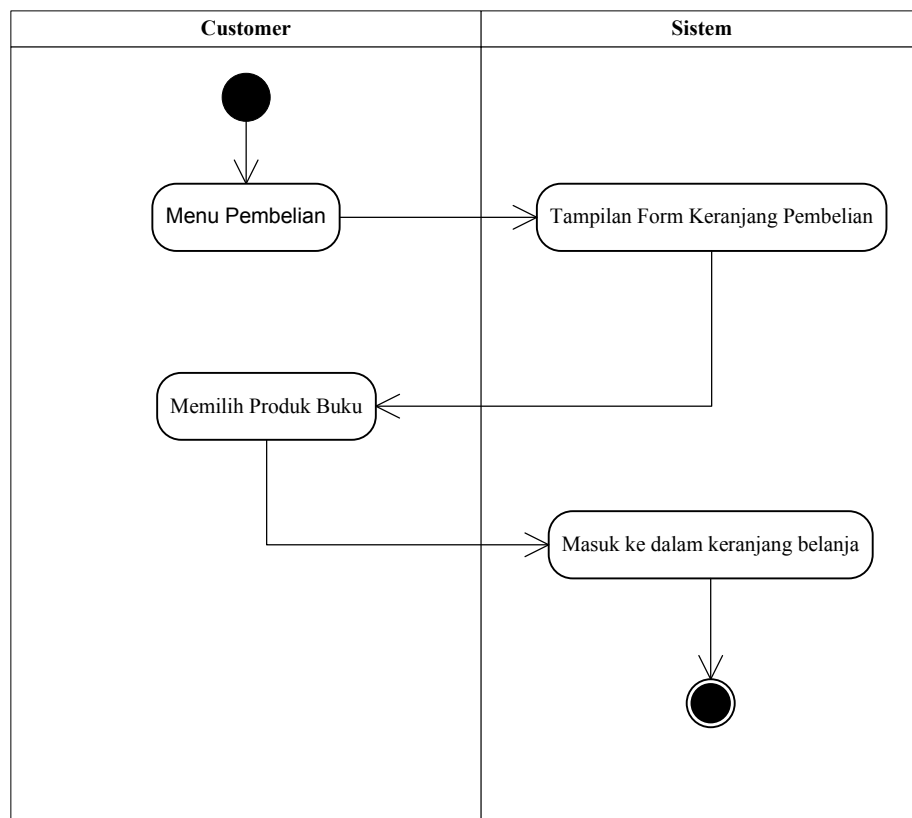 Customer
Sistem
Menu Pembelian
Tampilan Form Keranjang Pembelian
Memilih Produk Buku
Masuk ke dalam keranjang belanja